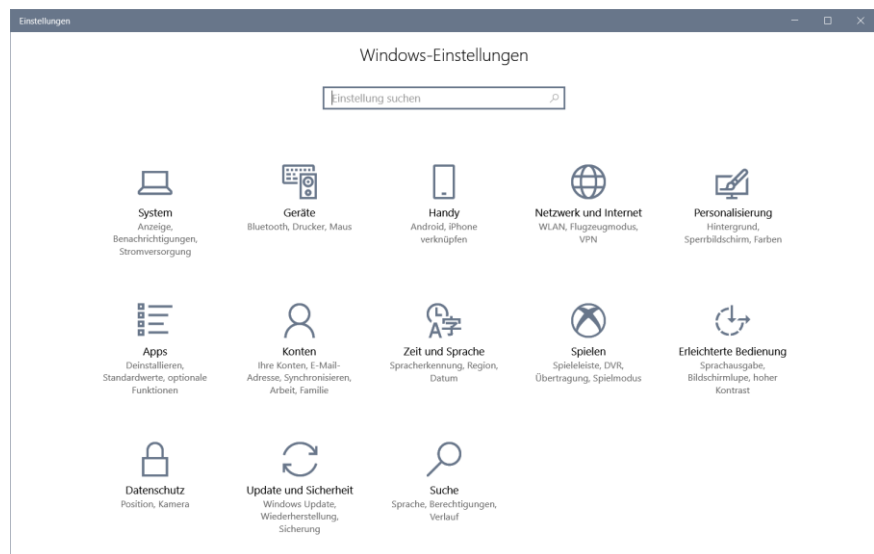 Einstellungen
Windows-Einstellungen
Einstellung suchen
System
Anzeige,
Benachrichtigungen,
Stromversorgung
Geräte
Bluetooth, Drucker, Maus
Handy
Android, iPhone
verknüpfen
Netzwerk und Internet
WLAN, Flugzeugmodus,
VPN
Personalisierung
Hintergrund,
Sperrbildschirm, Farben
Apps
Deinstallieren,
Standardwerte, optionale
Funktionen
Konten
Ihre Konten, E-Mail-
Adresse, Synchronisieren,
Arbeit, Familie
Zeit und Sprache
Spracherkennung, Region,
Datum
Spielen
Spieleleiste, DVR,
Übertragung, Spielmodus
Erleichterte Bedienung
Sprachausgabe,
Bildschirmlupe, hoher
Kontrast
Datenschutz
Position, Kamera
Update und Sicherheit
Windows Update,
Wiederherstellung,
Sicherung
Suche
Sprache, Berechtigungen,
Verlauf